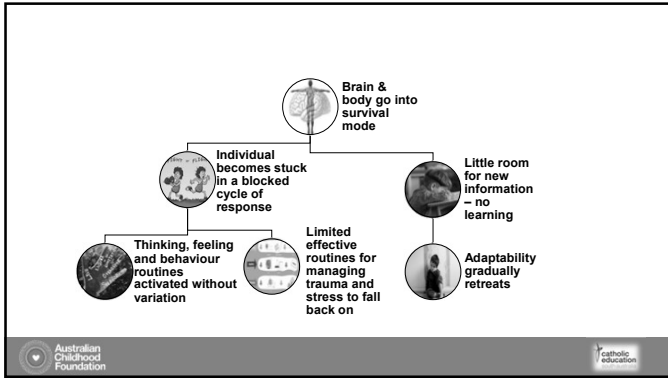 Brain &
body go into
survival
mode
Individual
becomes stuck
in a blocked
cycle of
response
Little room
for new
information
– no
learning
Thinking, feeling
and behaviour
routines
activated without
variation
Limited
effective
routines for
managing
trauma and
stress to fall
back on
Adaptability
gradually
retreats
Australian
Childhood
Foundation
catholic
education